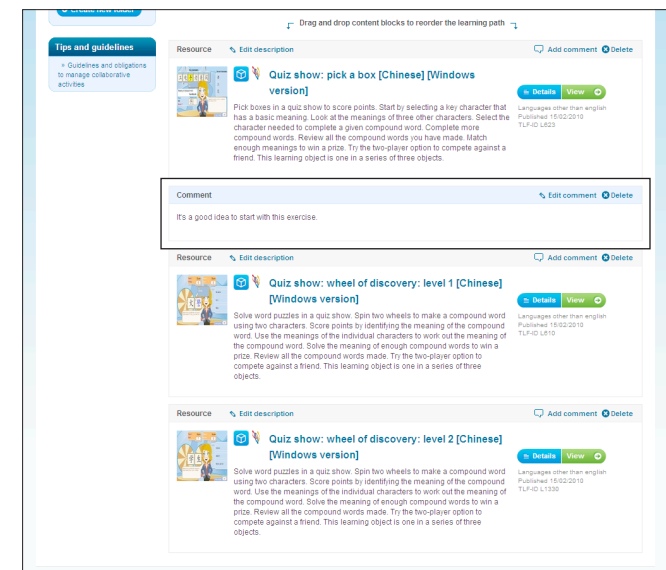 Create new folder
Drag and drop content blocks to reorder the learning path
Tips and guidelines
» Guidelines and obligations
to manage collaborative
activities
Resource Edit description Add comment Delete
Quiz show: pick a box [Chinese] [Windows
version]
Details View
Pick boxes in a quiz show to score points. Start by selecting a key character that
has a basic meaning. Look at the meanings of three other characters. Select the
character needed to complete a given compound word. Complete more
compound words. Review all the compound words you have made. Match
enough meanings to win a prize. Try the two-player option to compete against a
friend. This learning object is one in a series of three objects.
Languages other than english
Published 15/02/2010
TLF-ID L623
Comment Edit comment Delete
It's a good idea to start with this exercise.
Resource Edit description Add comment Delete
Quiz show: wheel of discovery: level 1 [Chinese]
[Windows version]
Details View
Solve word puzzles in a quiz show. Spin two wheels to make a compound word
using two characters. Score points by identifying the meaning of the compound
word. Use the meanings of the individual characters to work out the meaning of
the compound word. Solve the meaning of enough compound words to win a
prize. Review all the compound words made. Try the two-player option to
compete against a friend. This learning object is one in a series of three
objects.
Languages other than english
Published 15/02/2010
TLF-ID L610
Resource Edit description Add comment Delete
Quiz show: wheel of discovery: level 2 [Chinese]
[Windows version]
Details View
Solve word puzzles in a quiz show. Spin two wheels to make a compound word
using two characters. Score points by identifying the meaning of the compound
word. Use the meanings of the individual characters to work out the meaning of
the compound word. Solve the meaning of enough compound words to win a
prize. Review all the compound words made. Try the two-player option to
compete against a friend. This learning object is one in a series of three
objects.
Languages other than english
Published 15/02/2010
TLF-ID L1330